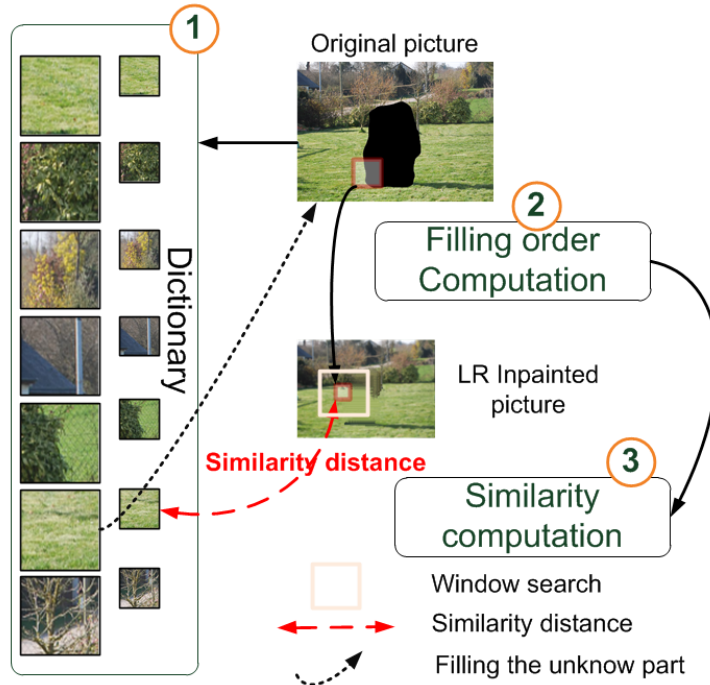 1
Original picture
Dictionary
2
Filling order
Computation
LR Inpainted
picture
Similarity distance
3
Similarity
computation
Window search
Similarity distance
Filling the unknow part